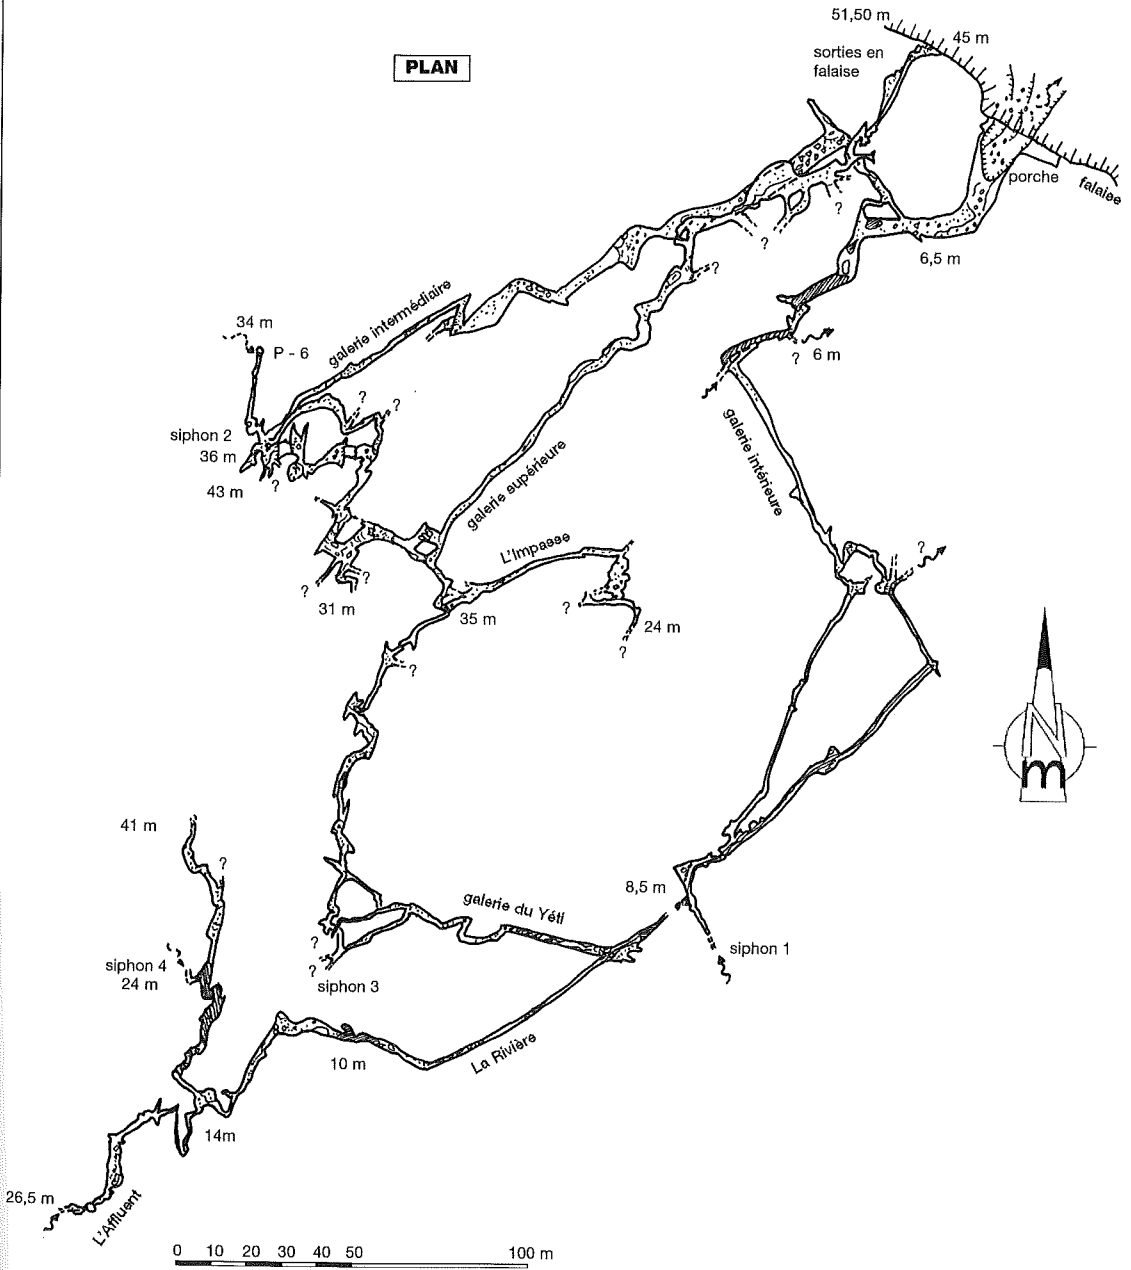 51,50 m
45 m
PLAN
sorties en
falaise
porche
falaise
?
?
6,5 m
?
galerie intermédiaire
34 m
P - 6
6 m
?
?
?
siphon 2
36 m
43 m
?
galerie supérieure
galerie intérieure
L'Impasse
?
?
?
31 m
35 m
?
24 m
?
?
N
m
41 m
?
8,5 m
galerie du Yéti
siphon 1
?
?
siphon 3
siphon 4
24 m
10 m
La Rivière
14m
26,5 m
L'Affluent
0 10 20 30 40 50 100 m